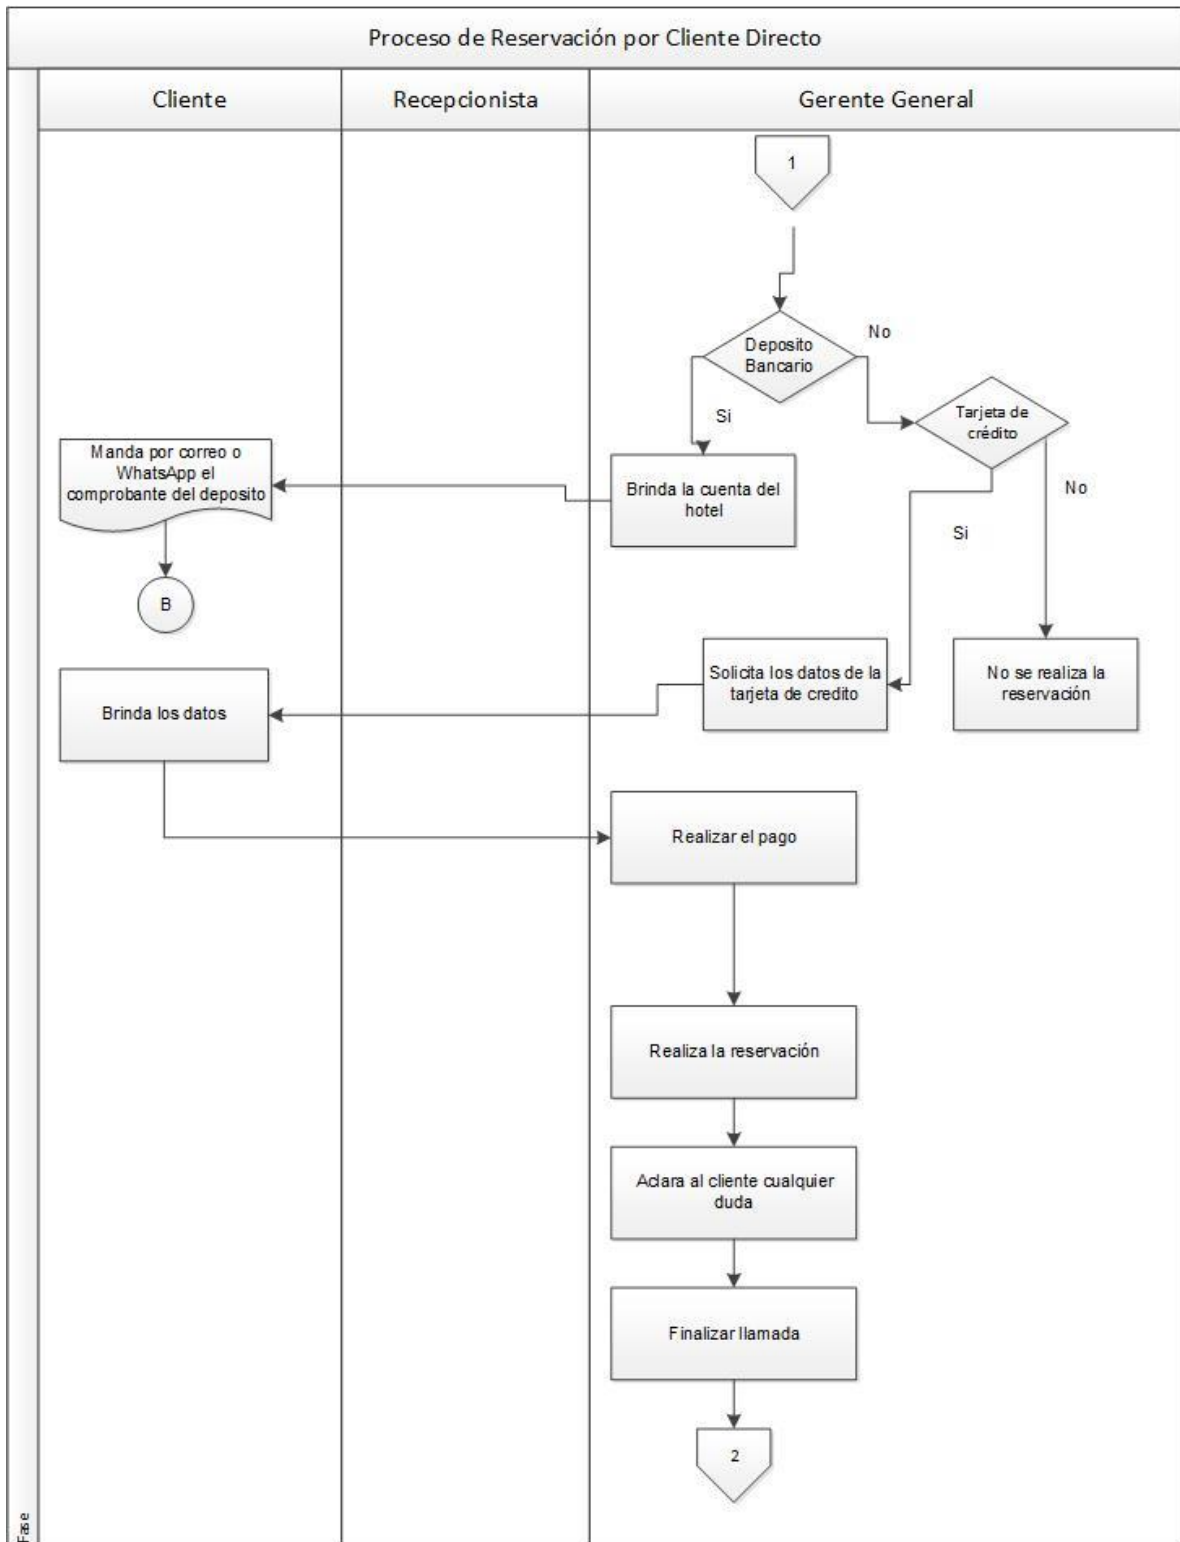 Proceso de Reservación por Cliente Directo
Cliente
Recepcionista
Gerente General
1
Deposito
Bancario
No
Si
Tarjeta de
crédito
No
Si
Manda por correo o
WhatsApp el
comprobante del deposito
Brinda la cuenta del
hotel
B
Solicita los datos de la
tarjeta de credito
No se realiza la
reservación
Brinda los datos
Realizar el pago
Realiza la reservación
Aclara al cliente cualquier
duda
Finalizar llamada
2
Fase